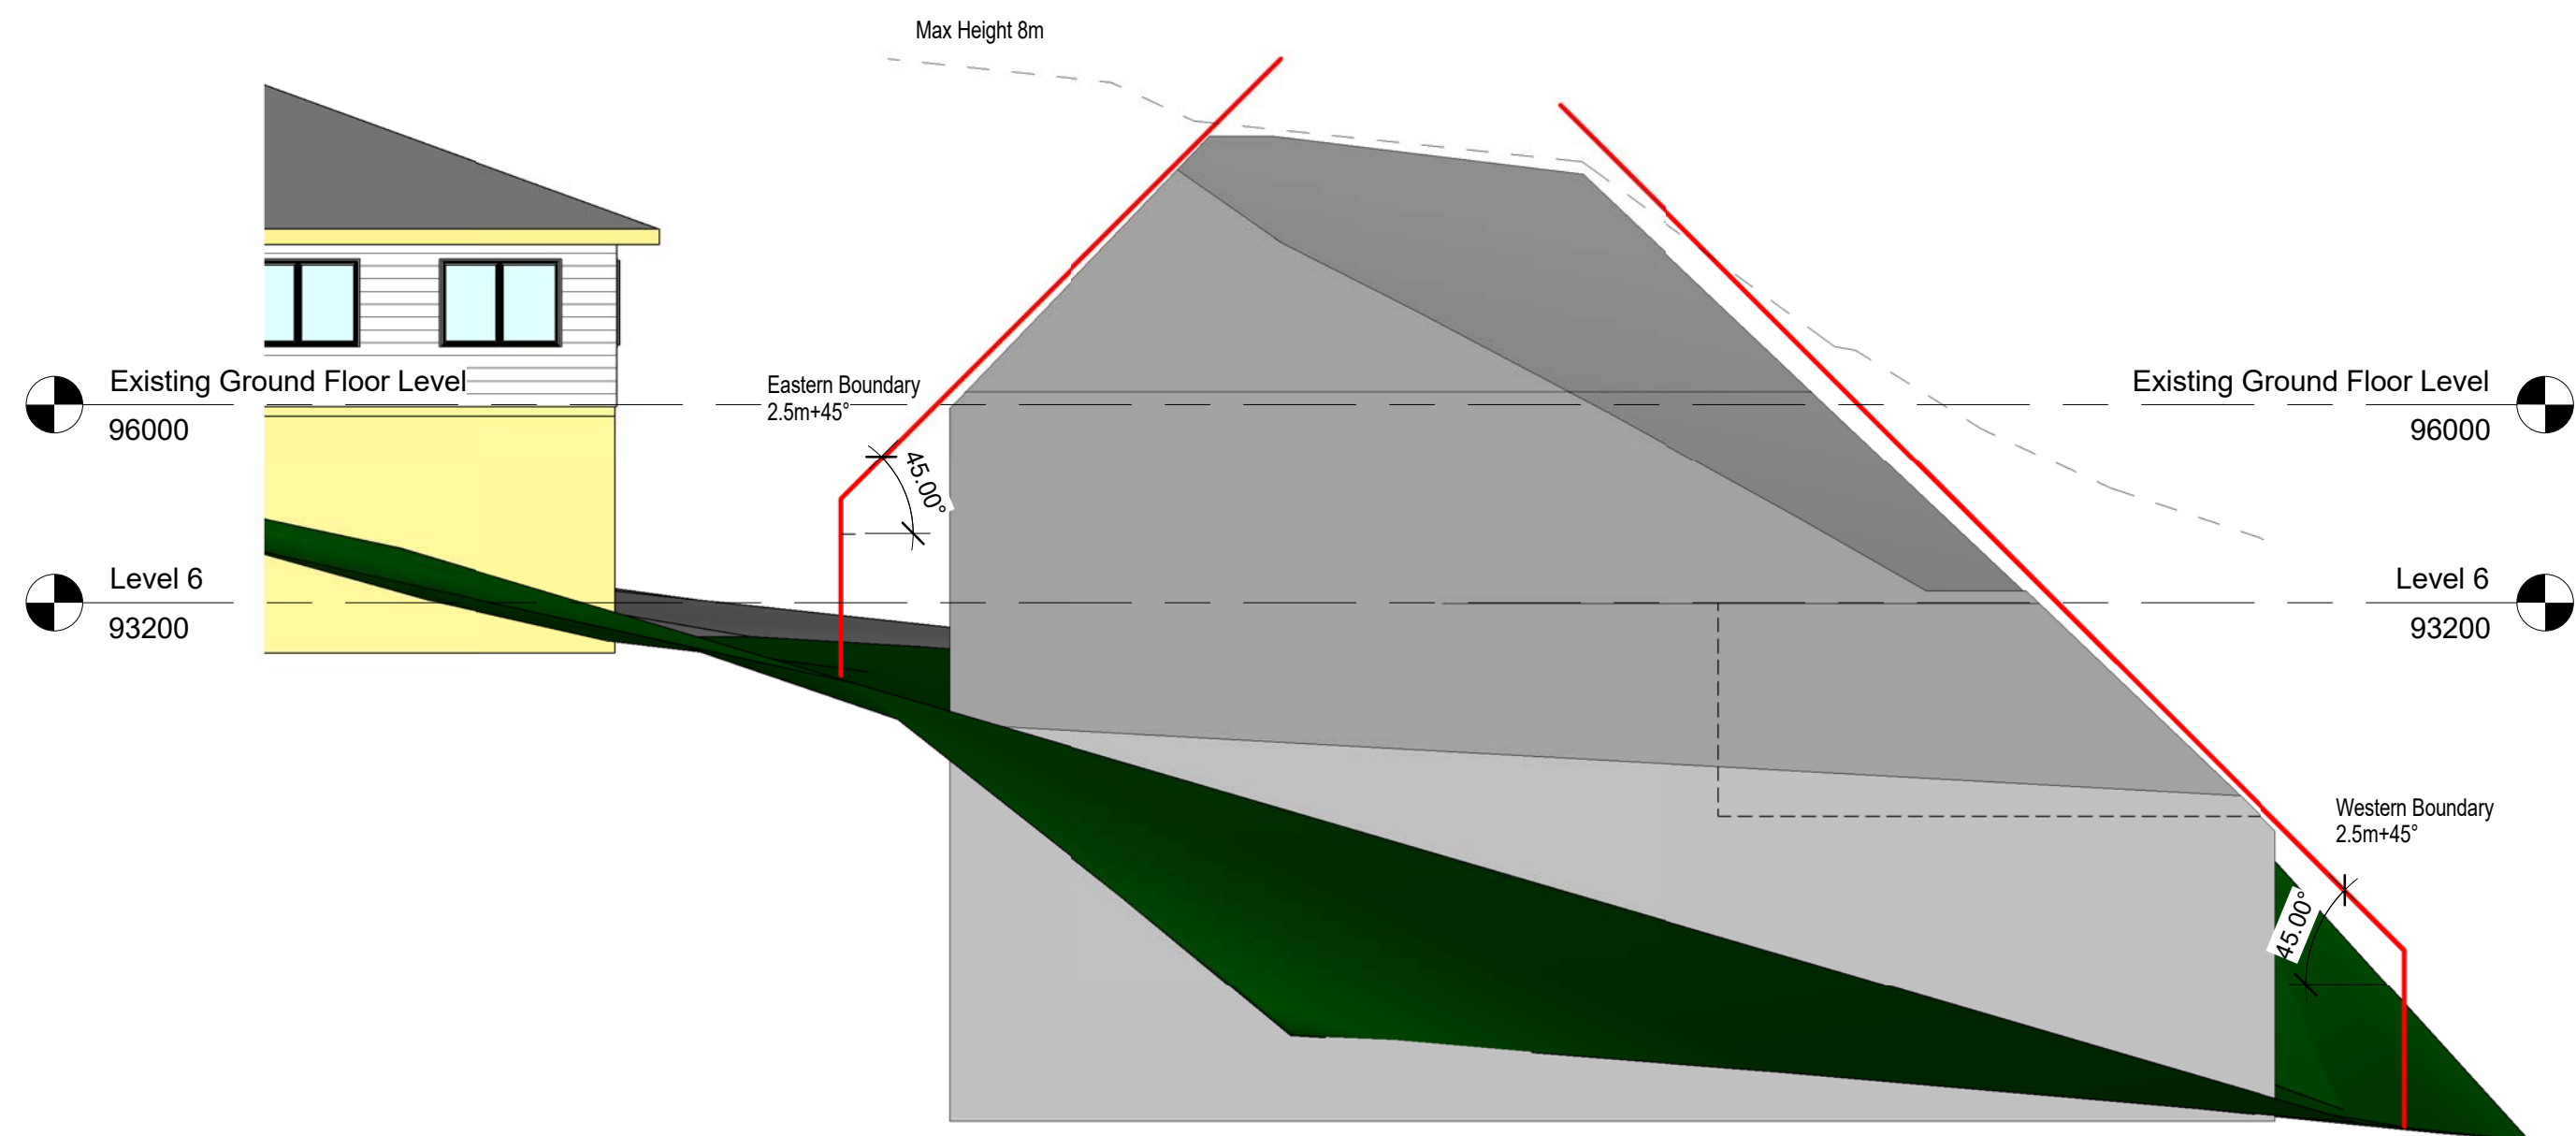 Max Height 8m
Existing Ground Floor Level
96000
Eastern Boundary
2.5m+45°
Existing Ground Floor Level
96000
45.00°
Level 6
93200
Level 6
93200
Western Boundary
2.5m+45°
45.00°